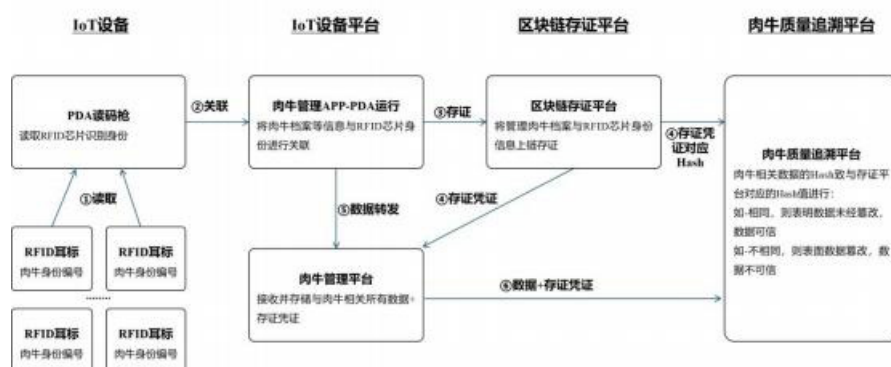 IoT设备
IoT设备平台
区块链存证平台
肉牛质量追溯平台
PDA读码枪
读取RFID芯片识别身份
②关联
肉牛管理APP-PDA运行
将肉牛档案等信息与RFID芯片身
份进行关联
③存证
区块链存证平台
将管理肉牛档案与RFID芯片身份
信息上链存证
④存证凭
证对应
Hash
肉牛质量追溯平台
肉牛相关数据的Hash致与存证平
台对应的Hash值进行:
如-相同，则表明数据未经篡改，
数据可信
如-不相同，则表面数据篡改，数
据不可信
①读取
⑤数据转发
④存证凭证
RFID耳标
肉牛身份编号
RFID耳标
肉牛身份编号
........
RFID耳标
肉牛身份编号
RFID耳标
肉牛身份编号
肉牛管理平台
接收并存储与肉牛相关所有数据+
存证凭证
⑥数据+存证凭证